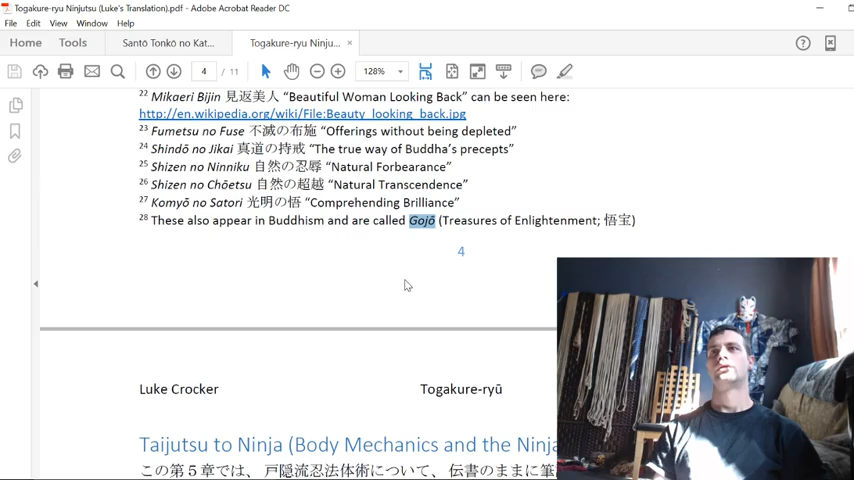 Togakure-ryu Ninjutsu (Luke's Translation).pdf - Adobe Acrobat Reader DC
File Edit View Window Help
Home Tools Santō Tonkō no Kat... Togakure-ryu Ninju... ×
4 / 11 128%
22 Mikaeri Bijin 見返美人 “Beautiful Woman Looking Back” can be seen here:
http://en.wikipedia.org/wiki/File:Beauty_looking_back.jpg
23 Fumetsu no Fuse 不滅の布施 “Offerings without being depleted”
24 Shindō no Jikai 真道の持戒 “The true way of Buddha’s precepts”
25 Shizen no Ninniku 自然の忍辱 “Natural Forbearance”
26 Shizen no Chōetsu 自然の超越 “Natural Transcendence”
27 Komyō no Satori 光明の悟 “Comprehending Brilliance”
28 These also appear in Buddhism and are called Gojō (Treasures of Enlightenment; 悟宝)
4
Luke Crocker Togakure-ryū
Taijutsu to Ninja (Body Mechanics and the Ninja
この第５章では、戸隠流忍法体術について、伝書のままに筆